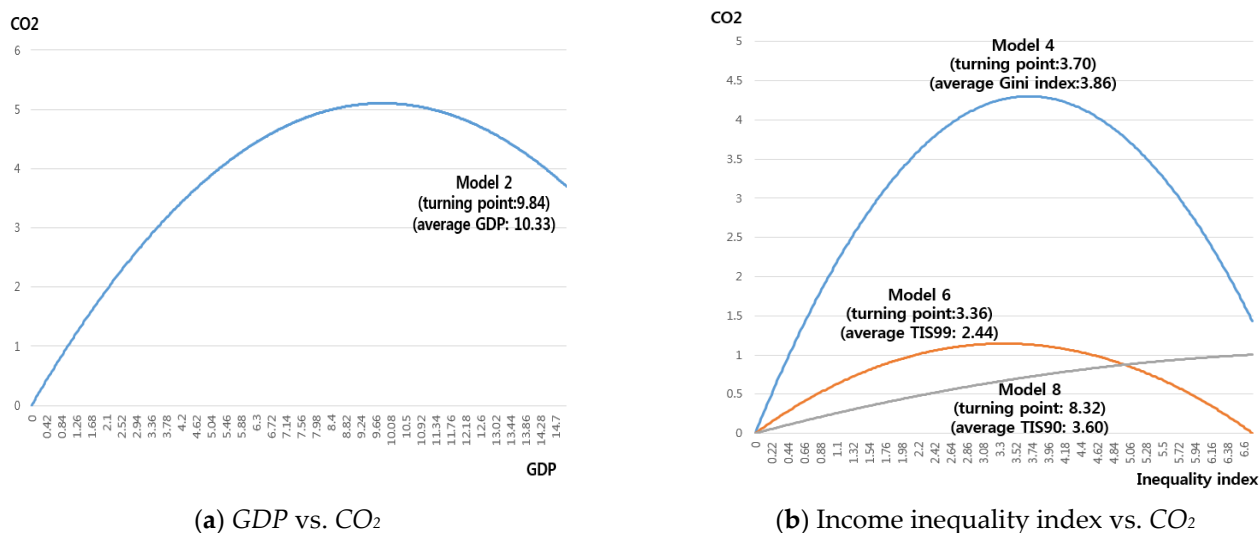 CO2
6
5
4
3
2
1
0
Model 2
(turning point:9.84)
(average GDP: 10.33)
0 0.42 0.84 1.26 1.68 2.1 2.52 2.94 3.36 3.78 4.2 4.62 5.04 5.46 5.88 6.3 6.72 7.14 7.56 7.98 8.4 8.82 9.24 9.66 10.08 10.5 10.92 11.34 11.76 12.18 12.6 13.02 13.44 13.86 14.28 14.7
GDP
(a) GDP vs. CO2
CO2
5
4.5
4
3.5
3
2.5
2
1.5
1
0.5
0
Model 4
(turning point:3.70)
(average Gini index:3.86)
Model 6
(turning point:3.36)
(average TIS99: 2.44)
Model 8
(turning point: 8.32)
(average TIS90: 3.60)
0 0.22 0.44 0.66 0.88 1.1 1.32 1.54 1.76 1.98 2.2 2.42 2.64 2.86 3.08 3.3 3.52 3.74 3.96 4.18 4.4 4.62 4.84 5.06 5.28 5.5 5.72 5.94 6.16 6.38 6.6
Inequality index
(b) Income inequality index vs. CO2